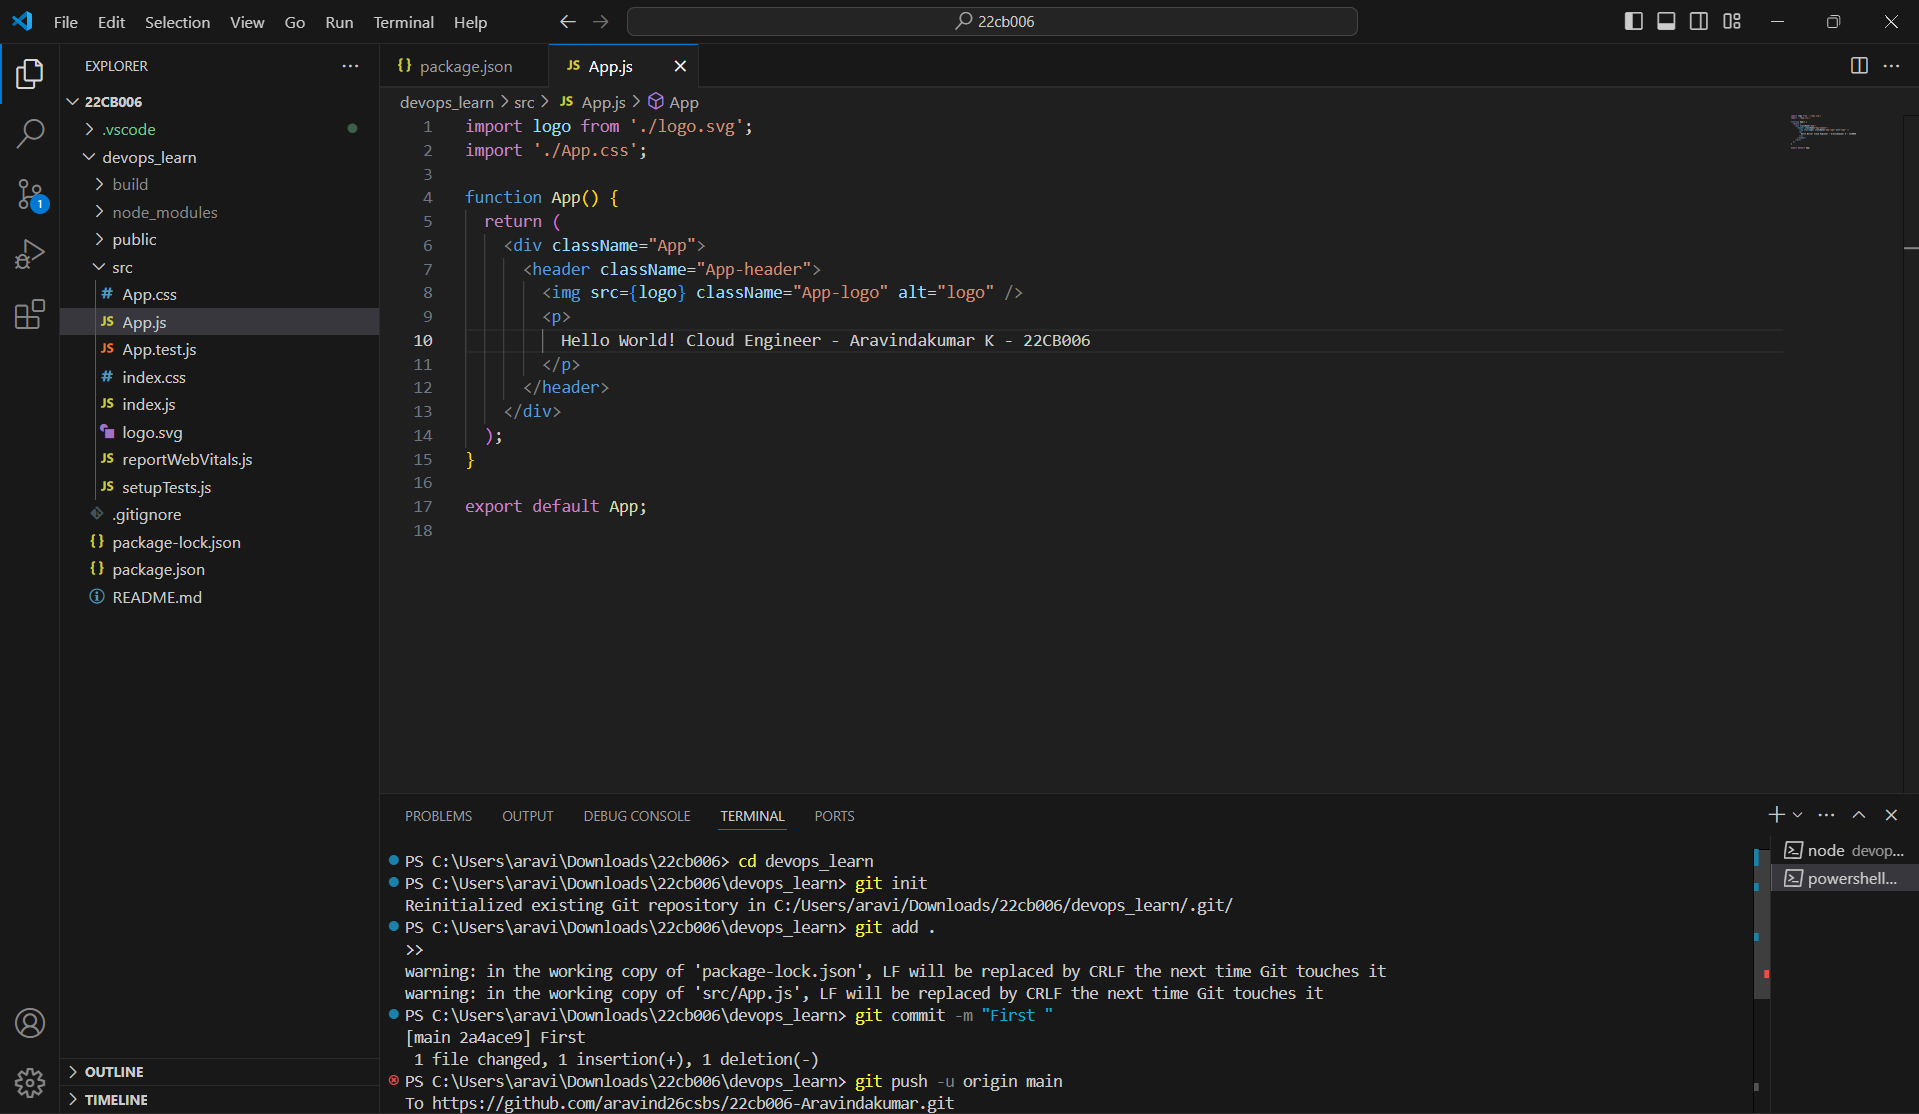 File Edit Selection View Go Run Terminal Help
22cb006
EXPLORER
22CB006
.vscode
devops_learn
build
node_modules
public
src
App.css
App.js
App.test.js
index.css
index.js
logo.svg
reportWebVitals.js
setupTests.js
.gitignore
package-lock.json
package.json
README.md
OUTLINE
TIMELINE
1
package.json
App.js
devops_learn > src > JS App.js > App
1 import logo from './logo.svg';
2 import './App.css';
3
4 function App() {
5 return (
6 <div className="App">
7 <header className="App-header">
8 <img src={logo} className="App-logo" alt="logo" />
9 <p>
10 Hello World! Cloud Engineer - Aravindakumar K - 22CB006
11 </p>
12 </header>
13 </div>
14 );
15 }
16
17 export default App;
18
PROBLEMS OUTPUT DEBUG CONSOLE TERMINAL PORTS
PS C:\Users\aravi\Downloads\22cb006> cd devops_learn
PS C:\Users\aravi\Downloads\22cb006\devops_learn> git init
Reinitialized existing Git repository in C:/Users/aravi/Downloads/22cb006/devops_learn/.git/
PS C:\Users\aravi\Downloads\22cb006\devops_learn> git add .
>>
warning: in the working copy of 'package-lock.json', LF will be replaced by CRLF the next time Git touches it
warning: in the working copy of 'src/App.js', LF will be replaced by CRLF the next time Git touches it
PS C:\Users\aravi\Downloads\22cb006\devops_learn> git commit -m "First "
[main 2a4ace9] First
1 file changed, 1 insertion(+), 1 deletion(-)
PS C:\Users\aravi\Downloads\22cb006\devops_learn> git push -u origin main
To https://github.com/aravind26csbs/22cb006-Aravindakumar.git
node devop...
powershell...